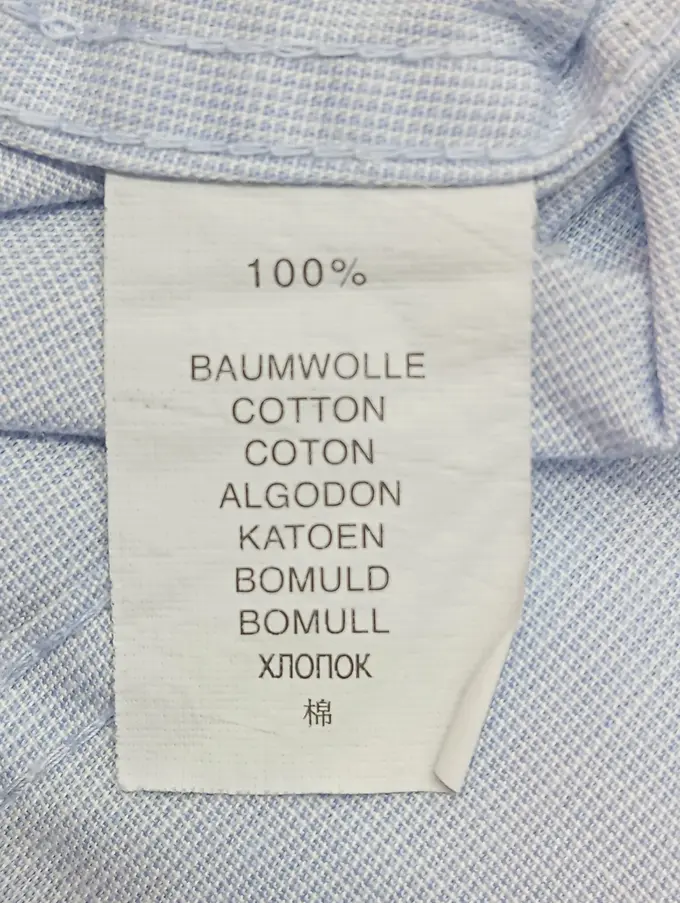 100%
BAUMWOLLE
COTTON
COTON
ALGODON
KATOEN
BOMULD
BOMULL
ХЛОПОК
棉